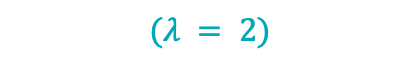 (λ = 2)